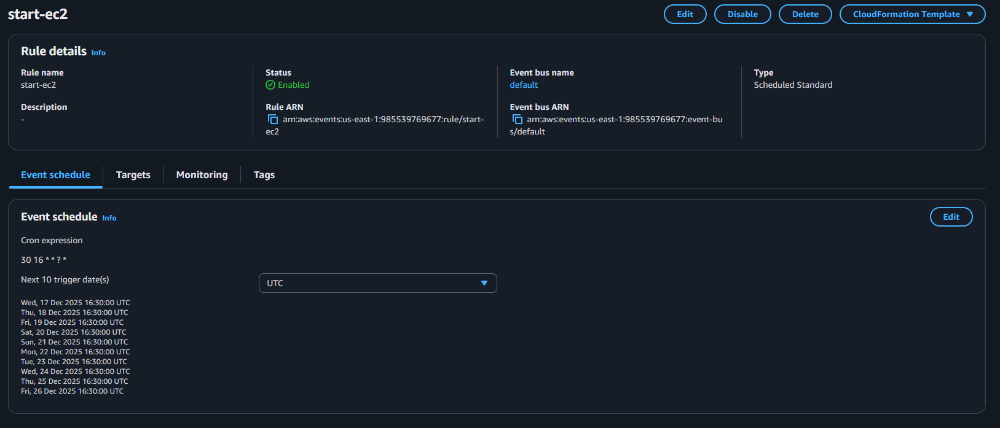 start-ec2
Edit
Disable
Delete
CloudFormation Template
Rule details Info
Rule name
start-ec2
Description
-
Status
Enabled
Rule ARN
arn:aws:events:us-east-1:985539769677:rule/start-
ec2
Event bus name
default
Event bus ARN
arn:aws:events:us-east-1:985539769677:event-bu
s/default
Type
Scheduled Standard
Event schedule
Targets
Monitoring
Tags
Event schedule Info
Edit
Cron expression
30 16 * * ? *
Next 10 trigger date(s)
UTC
Wed, 17 Dec 2025 16:30:00 UTC
Thu, 18 Dec 2025 16:30:00 UTC
Fri, 19 Dec 2025 16:30:00 UTC
Sat, 20 Dec 2025 16:30:00 UTC
Sun, 21 Dec 2025 16:30:00 UTC
Mon, 22 Dec 2025 16:30:00 UTC
Tue, 23 Dec 2025 16:30:00 UTC
Wed, 24 Dec 2025 16:30:00 UTC
Thu, 25 Dec 2025 16:30:00 UTC
Fri, 26 Dec 2025 16:30:00 UTC